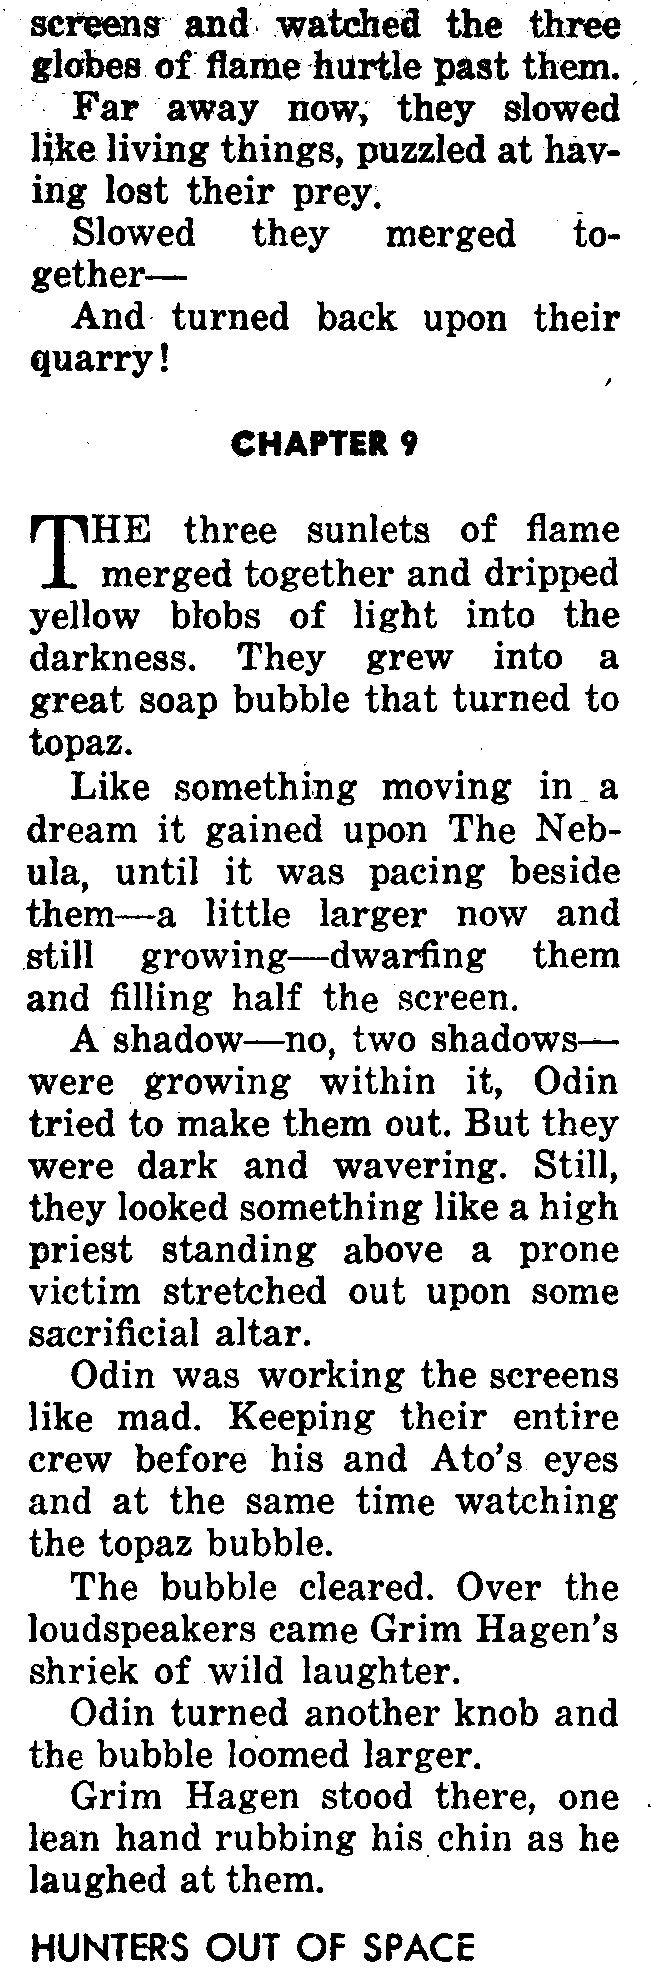 screens and watched the three
globes of flame hurtle past them.
Far away now, they slowed
like living things, puzzled at hav-
ing lost their prey.
Slowed they merged to-
gether—
And turned back upon their
quarry!
CHAPTER 9
THE three sunlets of flame
merged together and dripped
yellow blobs of light into the
darkness. They grew into a
great soap bubble that turned to
topaz.
Like something moving in a
dream it gained upon The Neb-
ula, until it was pacing beside
them—a little larger now and
still growing—dwarfing them
and filling half the screen.
A shadow—no, two shadows—
were growing within it, Odin
tried to make them out. But they
were dark and wavering. Still,
they looked something like a high
priest standing above a prone
victim stretched out upon some
sacrificial altar.
Odin was working the screens
like mad. Keeping their entire
crew before his and Ato's eyes
and at the same time watching
the topaz bubble.
The bubble cleared. Over the
loudspeakers came Grim Hagen's
shriek of wild laughter.
Odin turned another knob and
the bubble loomed larger.
Grim Hagen stood there, one
lean hand rubbing his chin as he
laughed at them.
HUNTERS OUT OF SPACE